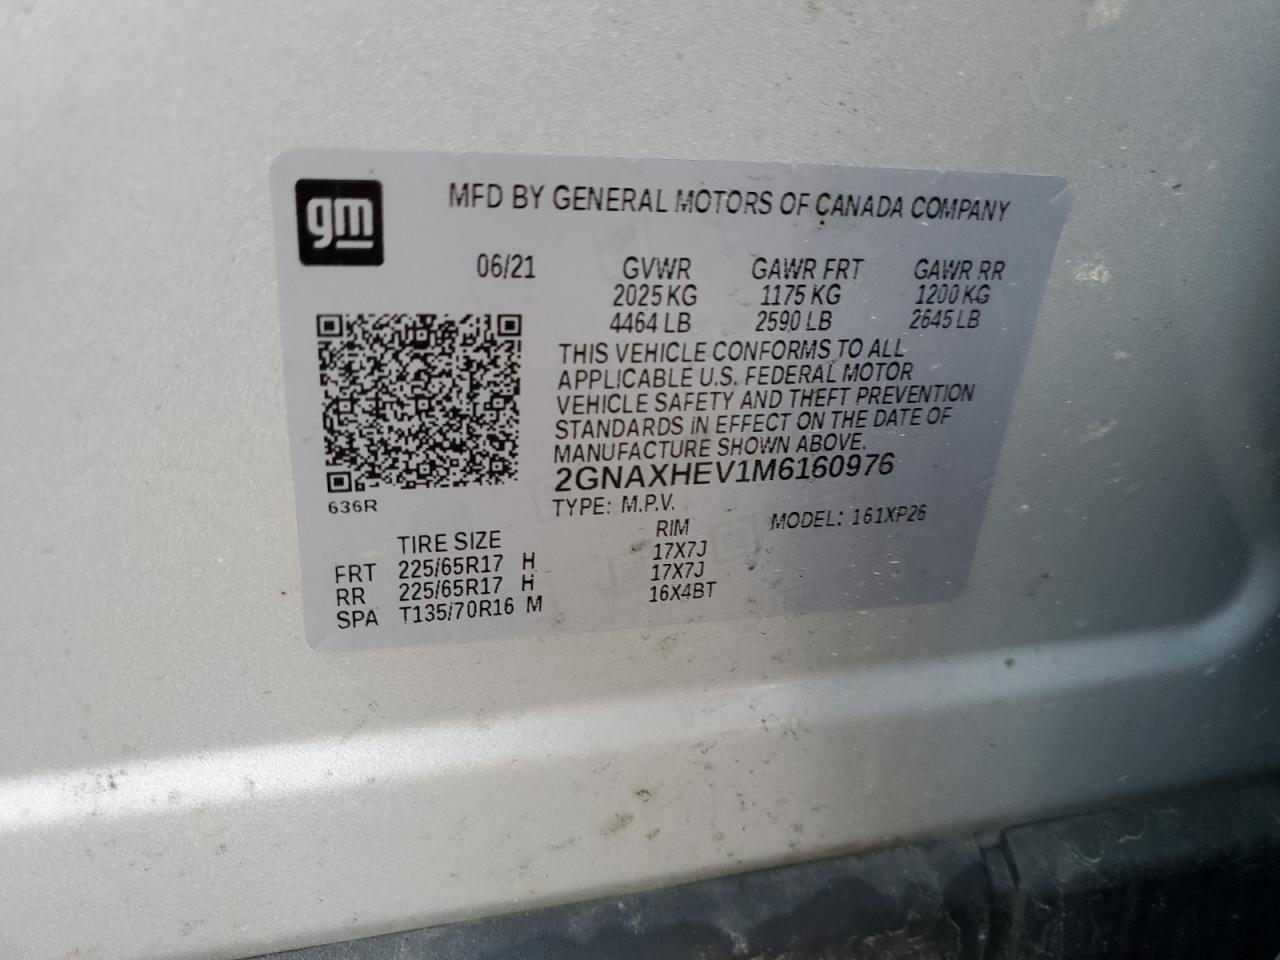 gm
MFD BY GENERAL MOTORS OF CANADA COMPANY
06/21 GVWR GAWR FRT GAWR RR
2025 KG 1175 KG 1200 KG
4464 LB 2590 LB 2645 LB
THIS VEHICLE CONFORMS TO ALL
APPLICABLE U.S. FEDERAL MOTOR
VEHICLE SAFETY AND THEFT PREVENTION
STANDARDS IN EFFECT ON THE DATE OF
MANUFACTURE SHOWN ABOVE.
2GNAXHEV1M6160976
636R
TYPE: M.P.V. MODEL: 161XP26
TIRE SIZE RIM
FRT 225/65R17 H 17X7J
RR 225/65R17 H 17X7J
SPA T135/70R16 M 16X4BT